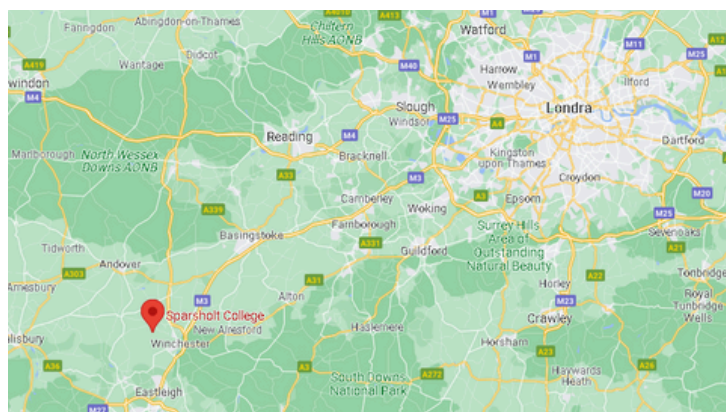 Faringdon
Abingdon-on-Thames
A4010
A413
Chiltern
Hills AONB
Watford
M1
A12
A419
Wantage
Didcot
M40
Harrow
M1
M11
windon
M4
Wembley
Ilford
Slough
Windsor
M25
A4
Londra
Reading
M4
Dartford
Marlborough
North Wessex
Downs AONB
Bracknell
Kingston
upon Thames
A33
M3
Croydon
M20
A339
Camberley
Woking
A3
Epsom
M25
Tidworth
Basingstoke
Farnborough
A331
Surrey Hills
Area of
Outstanding
Natural Beauty
Sevenoaks
A21
Andover
A303
Guildford
Amesbury
A31
Horley
A22
Tonbridge
M3
Alton
Sparsholt College
M23
Royal
Tunbridge
Wells
New Alresford
Crawley
alisbury
Winchester
Haslemere
Horsham
A23
A36
A3
A272
A26
South Downs
National Park
Haywards
Heath
Eastleigh
M27